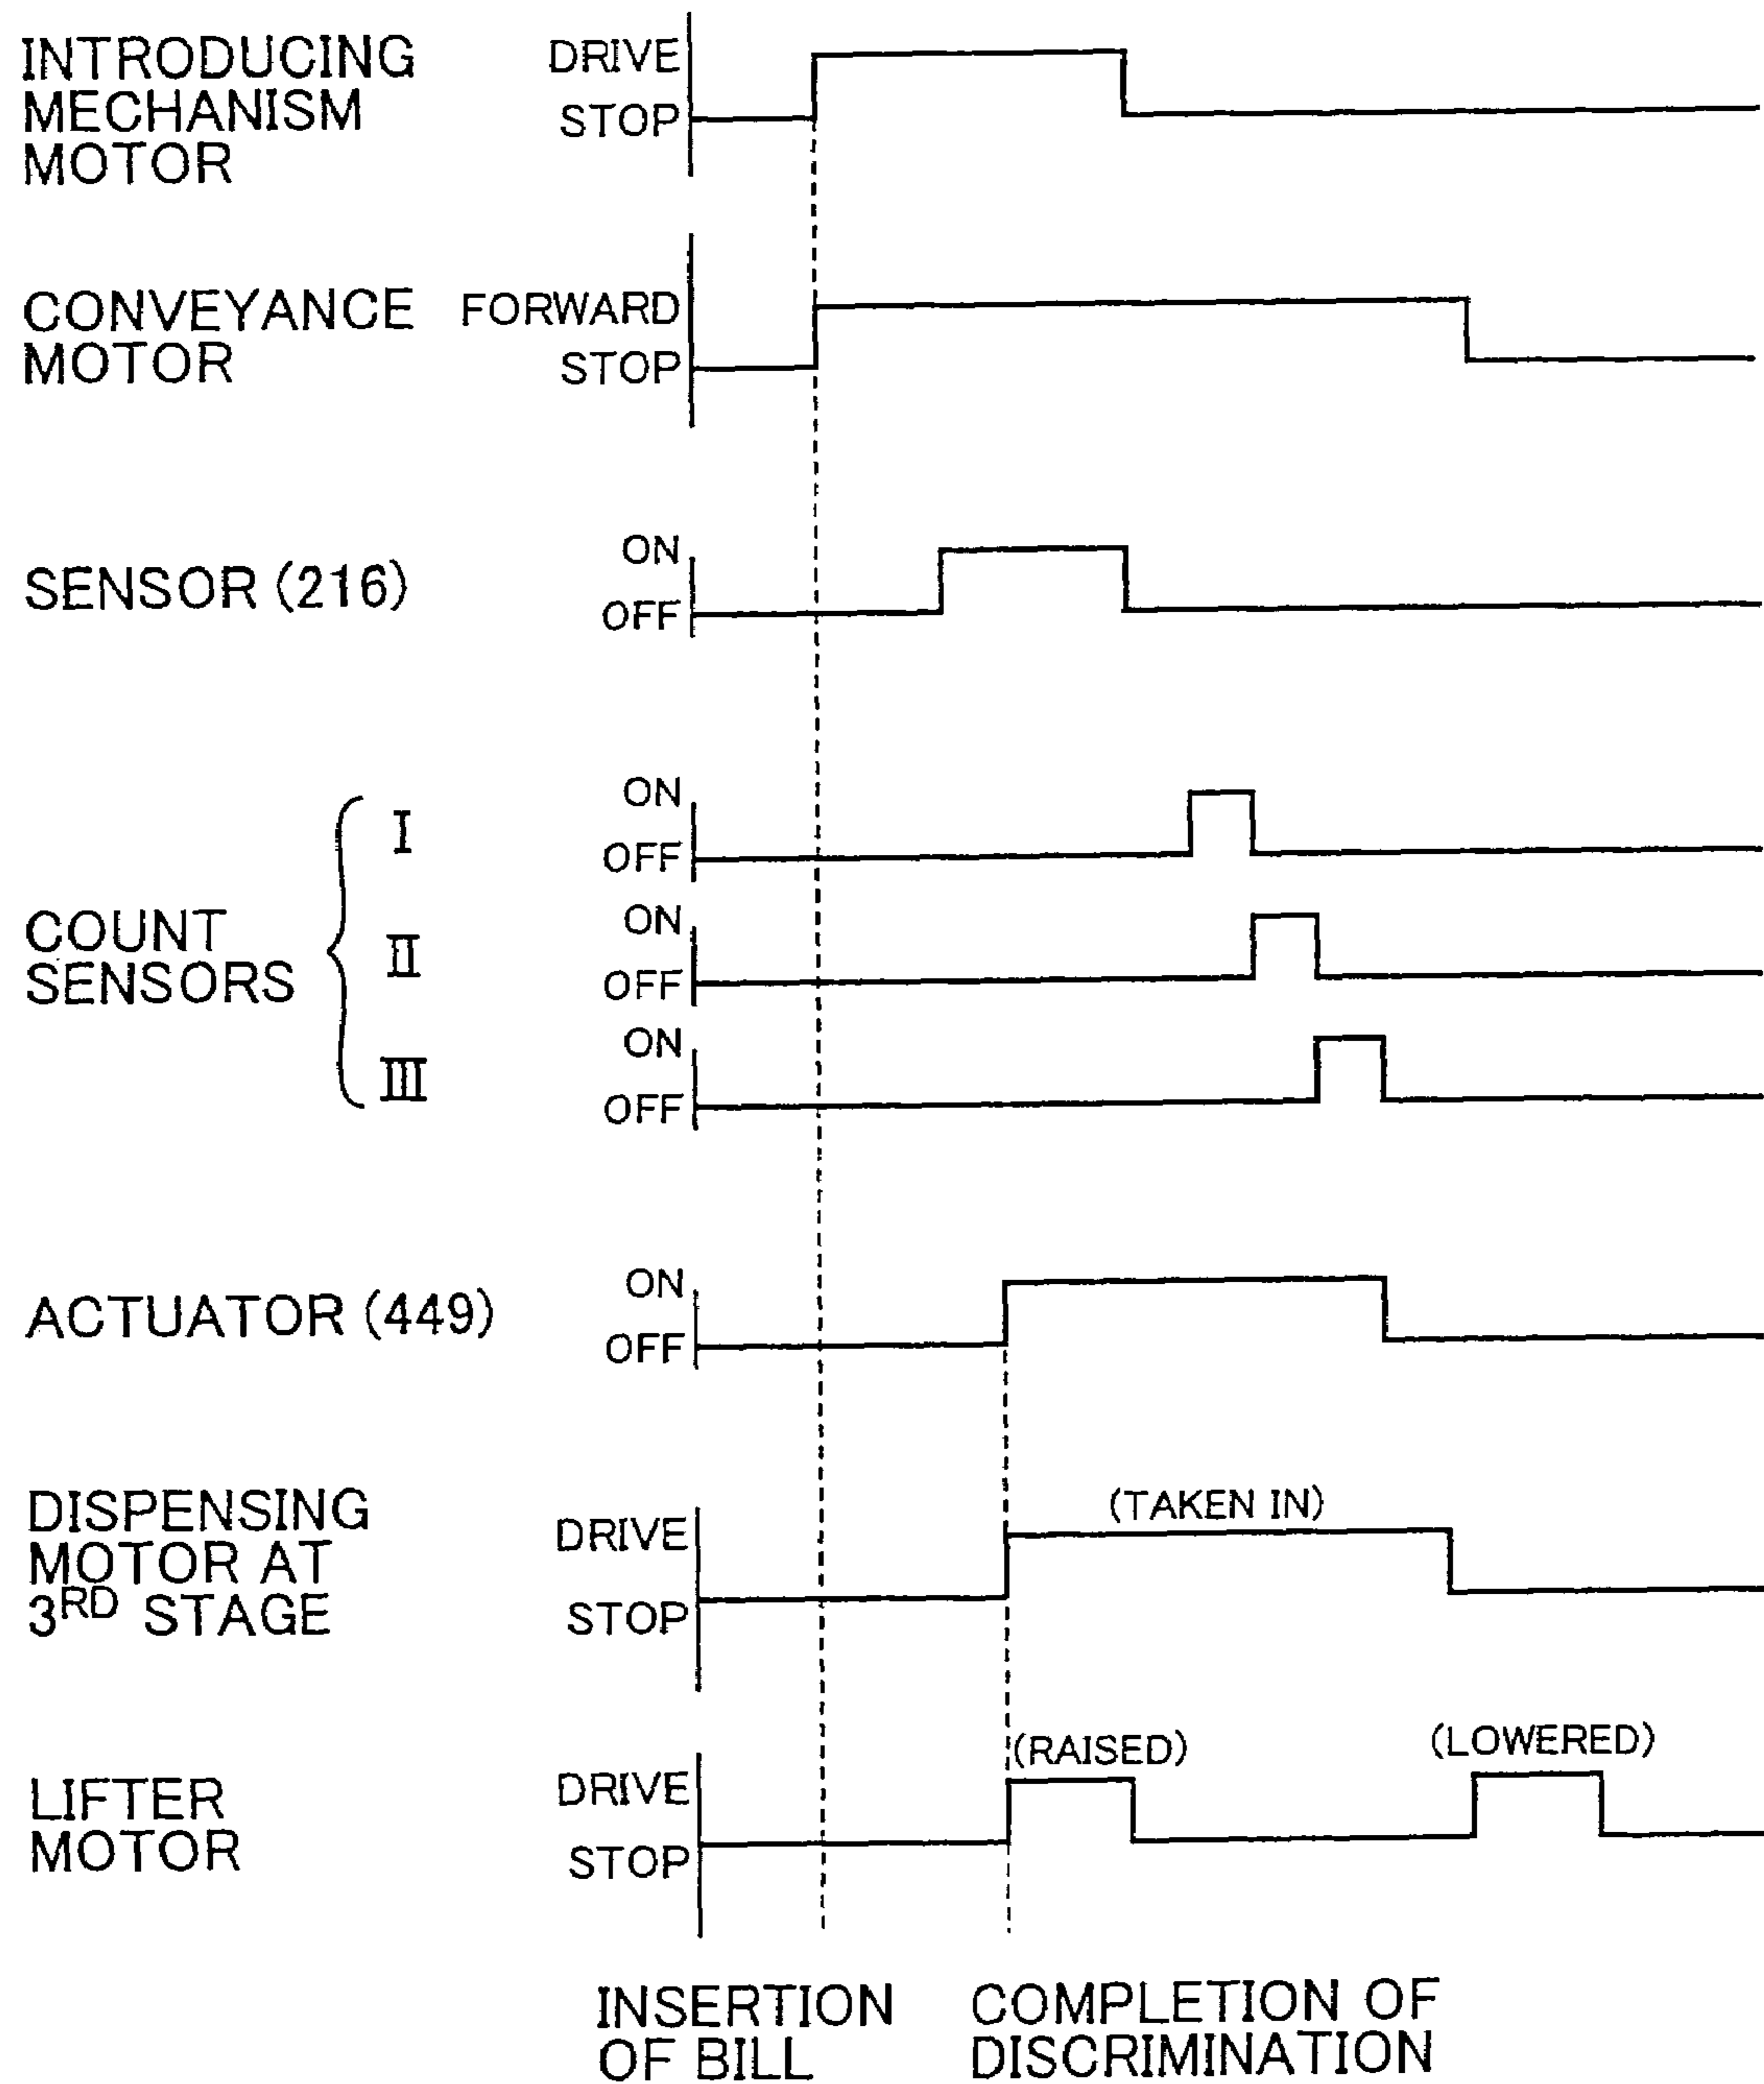 INTRODUCING
MECHANISM
MOTOR
DRIVE
STOP
CONVEYANCE
MOTOR
FORWARD
STOP
SENSOR (216)
ON
OFF
COUNT
SENSORS
I
ON
OFF
II
ON
OFF
III
ON
OFF
ACTUATOR (449)
ON
OFF
DISPENSING
MOTOR AT
3RD STAGE
DRIVE
STOP
(TAKEN IN)
LIFTER
MOTOR
DRIVE
STOP
(RAISED)
(LOWERED)
INSERTION
OF BILL
COMPLETION OF
DISCRIMINATION